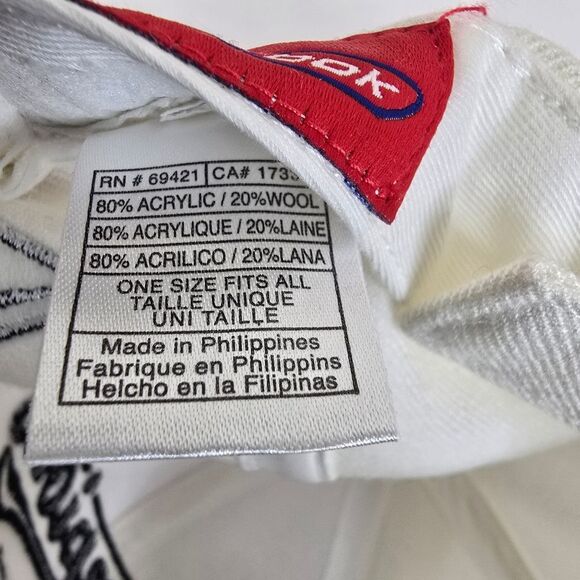 ook
RN # 69421 CA# 173
80% ACRYLIC / 20%WOOL
80% ACRYLIQUE / 20%LAINE
80% ACRILICO / 20%LANA
ONE SIZE FITS ALL
TAILLE UNIQUE
UNI TAILLE
Made in Philippines
Fabrique en Philippins
Helcho en la Filipinas